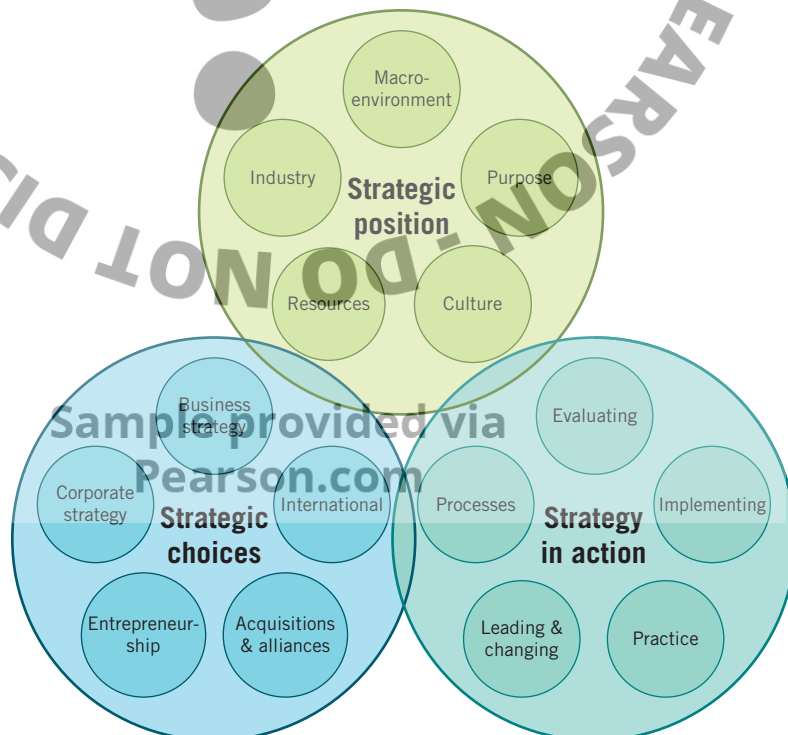 Macro-
environment
Industry
Strategic
position
Purpose
Resources
Culture
EARSON - DO NOT DIS
Business
strategy
Corporate
strategy
International
Strategic
choices
Entrepreneur-
ship
Acquisitions
& alliances
Evaluating
Processes
Implementing
Strategy
in action
Leading &
changing
Practice
Sample provided via
Pearson.com